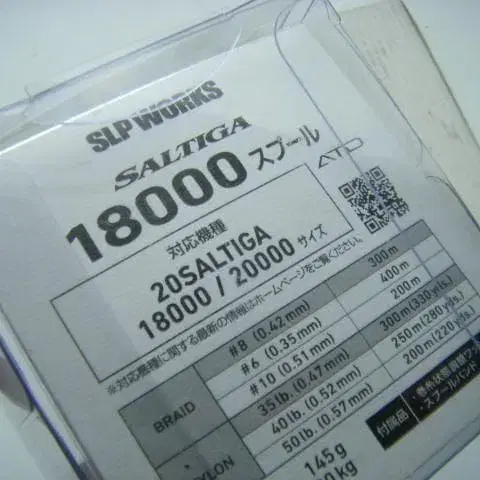 SLP WORKS
SALTIGA
18000 スプール
ATD
対応機種
20SALTIGA
18000 / 20000 サイズ
※対応機種に関する最新の情報はホームページをご覧ください。
#8 (0.42mm) 300m
#6 (0.35mm) 400m
#10 (0.51mm) 200m
BRAID 35lb.(0.47mm) 300m (330yds.)
40lb.(0.52mm) 250m (280yds.)
50lb.(0.57mm) 200m (220yds.)
YLON
145g
0kg
付属品
・スプールバンド